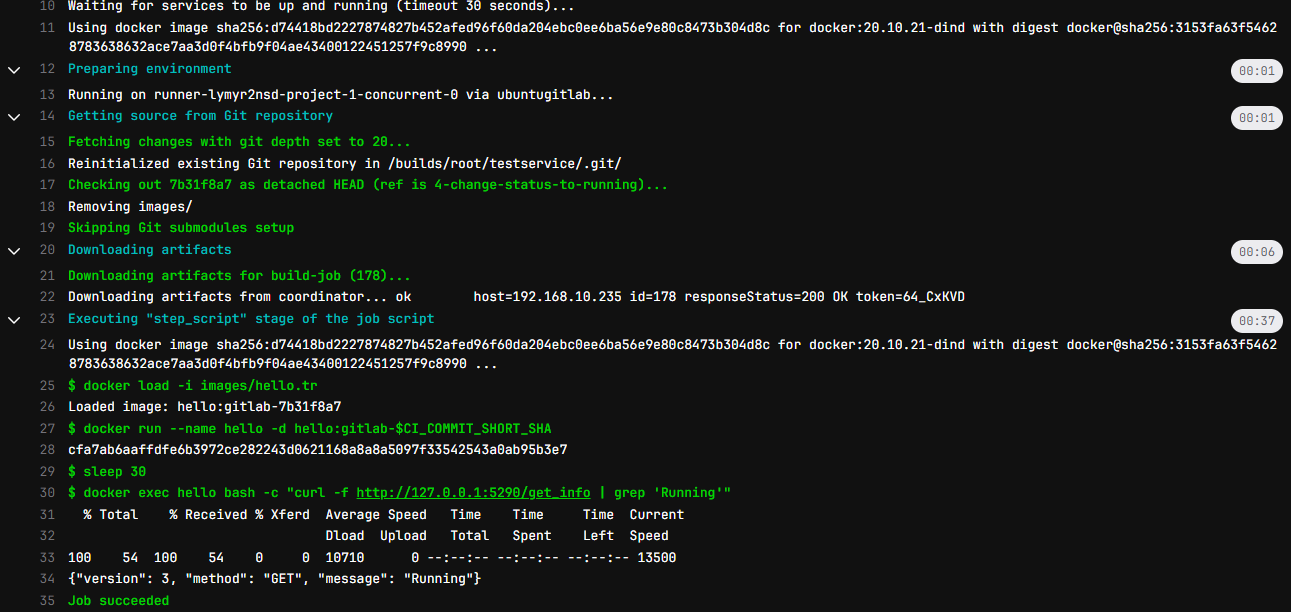 10 Waiting for services to be up and running (timeout 30 seconds)...
11 Using docker image sha256:d74418bd2227874827b452afed96f60da204ebc0ee6ba56e9e80c8473b304d8c for docker:20.10.21-dind with digest docker@sha256:3153fa63f5462
8783638632ace7aa3d0f4bfb9f04ae43400122451257f9c8990 ...
12 Preparing environment 00:01
13 Running on runner-lymyr2nsd-project-1-concurrent-0 via ubuntugitlab...
14 Getting source from Git repository 00:01
15 Fetching changes with git depth set to 20...
16 Reinitialized existing Git repository in /builds/root/testservice/.git/
17 Checking out 7b31f8a7 as detached HEAD (ref is 4-change-status-to-running)...
18 Removing images/
19 Skipping Git submodules setup
20 Downloading artifacts 00:06
21 Downloading artifacts for build-job (178)...
22 Downloading artifacts from coordinator... ok        host=192.168.10.235 id=178 responseStatus=200 OK token=64_CxKVD
23 Executing "step_script" stage of the job script 00:37
24 Using docker image sha256:d74418bd2227874827b452afed96f60da204ebc0ee6ba56e9e80c8473b304d8c for docker:20.10.21-dind with digest docker@sha256:3153fa63f5462
8783638632ace7aa3d0f4bfb9f04ae43400122451257f9c8990 ...
25 $ docker load -i images/hello.tr
26 Loaded image: hello:gitlab-7b31f8a7
27 $ docker run --name hello -d hello:gitlab-$CI_COMMIT_SHORT_SHA
28 cfa7ab6aaffdfe6b3972ce282243d0621168a8a8a5097f33542543a0ab95b3e7
29 $ sleep 30
30 $ docker exec hello bash -c "curl -f http://127.0.0.1:5290/get_info | grep 'Running'"
31   % Total    % Received % Xferd  Average Speed   Time    Time     Time  Current
32                                  Dload  Upload   Total   Spent    Left  Speed
33 100    54  100    54    0     0  10710      0 --:--:-- --:--:-- --:--:-- 13500
34 {"version": 3, "method": "GET", "message": "Running"}
35 Job succeeded